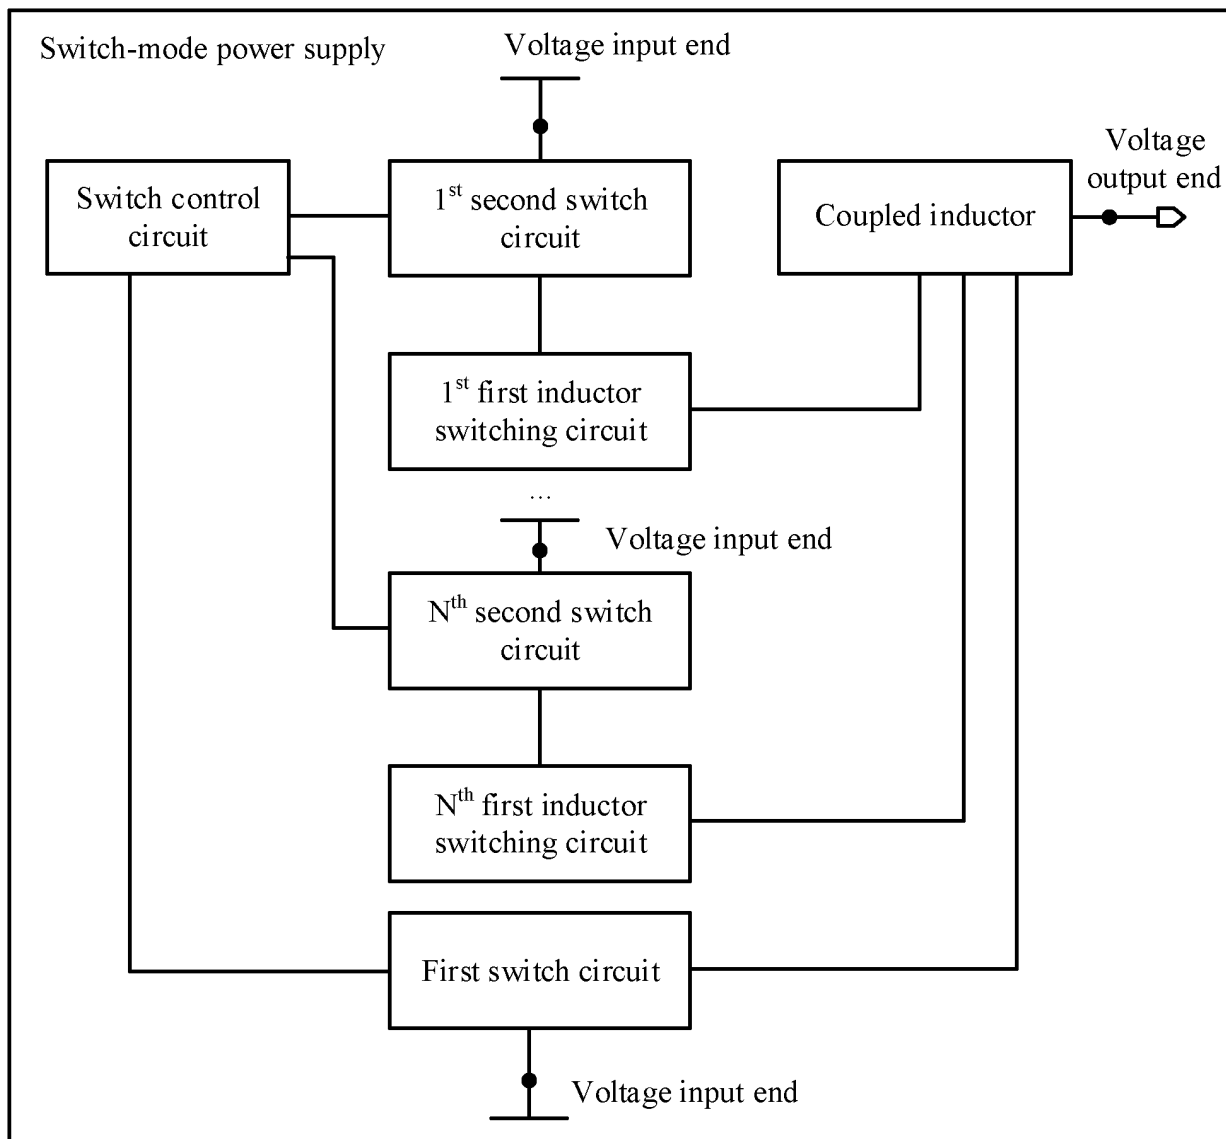 Switch-mode power supply
Voltage input end
Switch control
circuit
1st second switch
circuit
Coupled inductor
Voltage
output end
1st first inductor
switching circuit
...
Voltage input end
Nth second switch
circuit
Nth first inductor
switching circuit
First switch circuit
Voltage input end